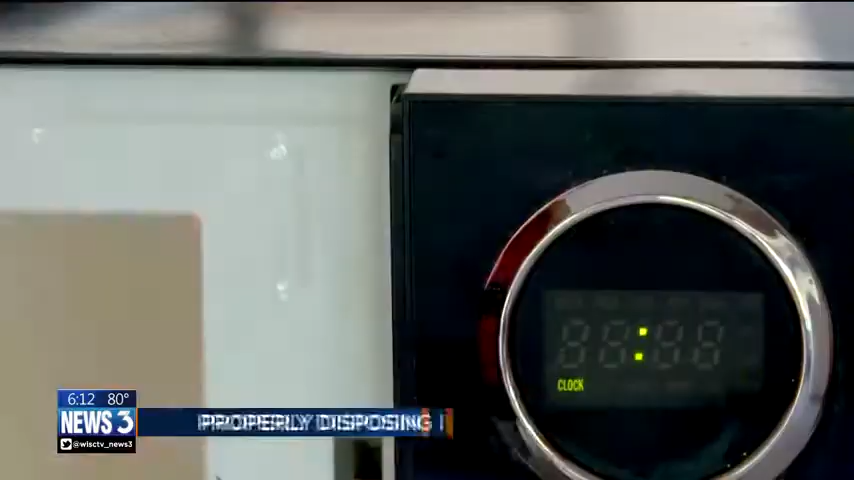 CLOCK
6:12 80°
NEWS 3
@wisctv_news3
PROPERLY DISPOSING